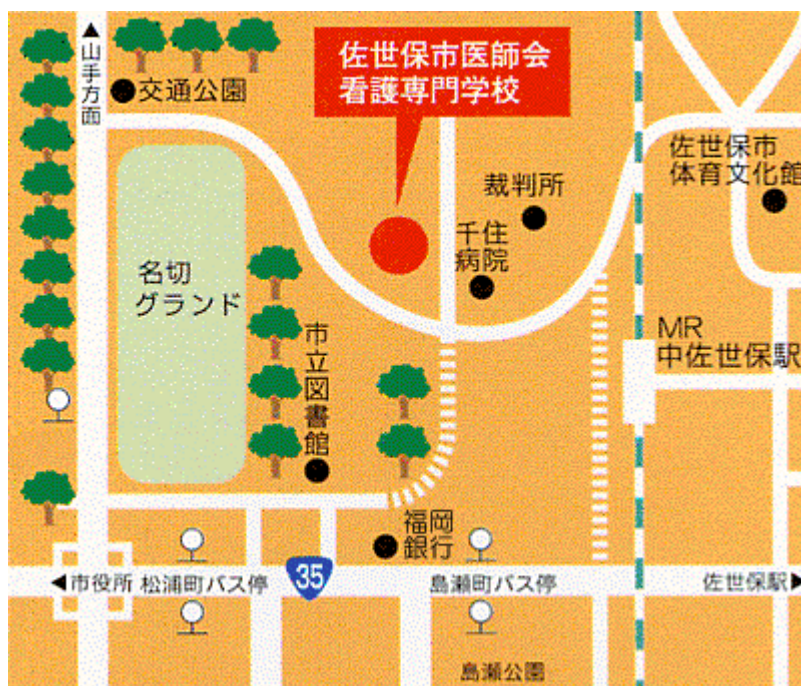 ▲山手方面
佐世保市医師会
看護専門学校
●交通公園
佐世保市
体育文化館
裁判所
千住
病院
名切
グランド
市立図書館
MR
中佐世保駅
福岡
銀行
35
◀市役所
松浦町バス停
島瀬町バス停
佐世保駅▶
島瀬公園